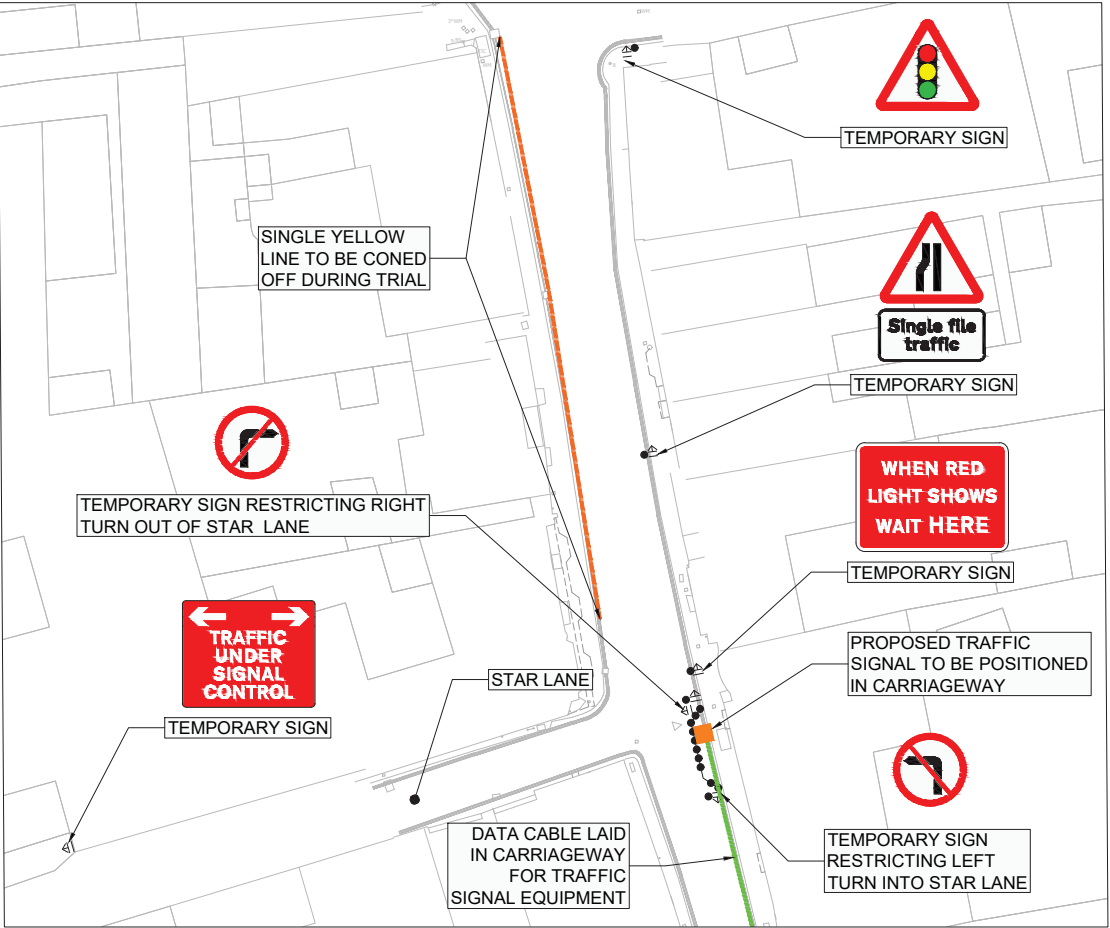 TEMPORARY SIGN
SINGLE YELLOW
LINE TO BE CONED
OFF DURING TRIAL
Single file
traffic
TEMPORARY SIGN
WHEN RED
LIGHT SHOWS
WAIT HERE
TEMPORARY SIGN
TEMPORARY SIGN RESTRICTING RIGHT
TURN OUT OF STAR LANE
TRAFFIC
UNDER
SIGNAL
CONTROL
TEMPORARY SIGN
STAR LANE
PROPOSED TRAFFIC
SIGNAL TO BE POSITIONED
IN CARRIAGEWAY
DATA CABLE LAID
IN CARRIAGEWAY
FOR TRAFFIC
SIGNAL EQUIPMENT
TEMPORARY SIGN
RESTRICTING LEFT
TURN INTO STAR LANE